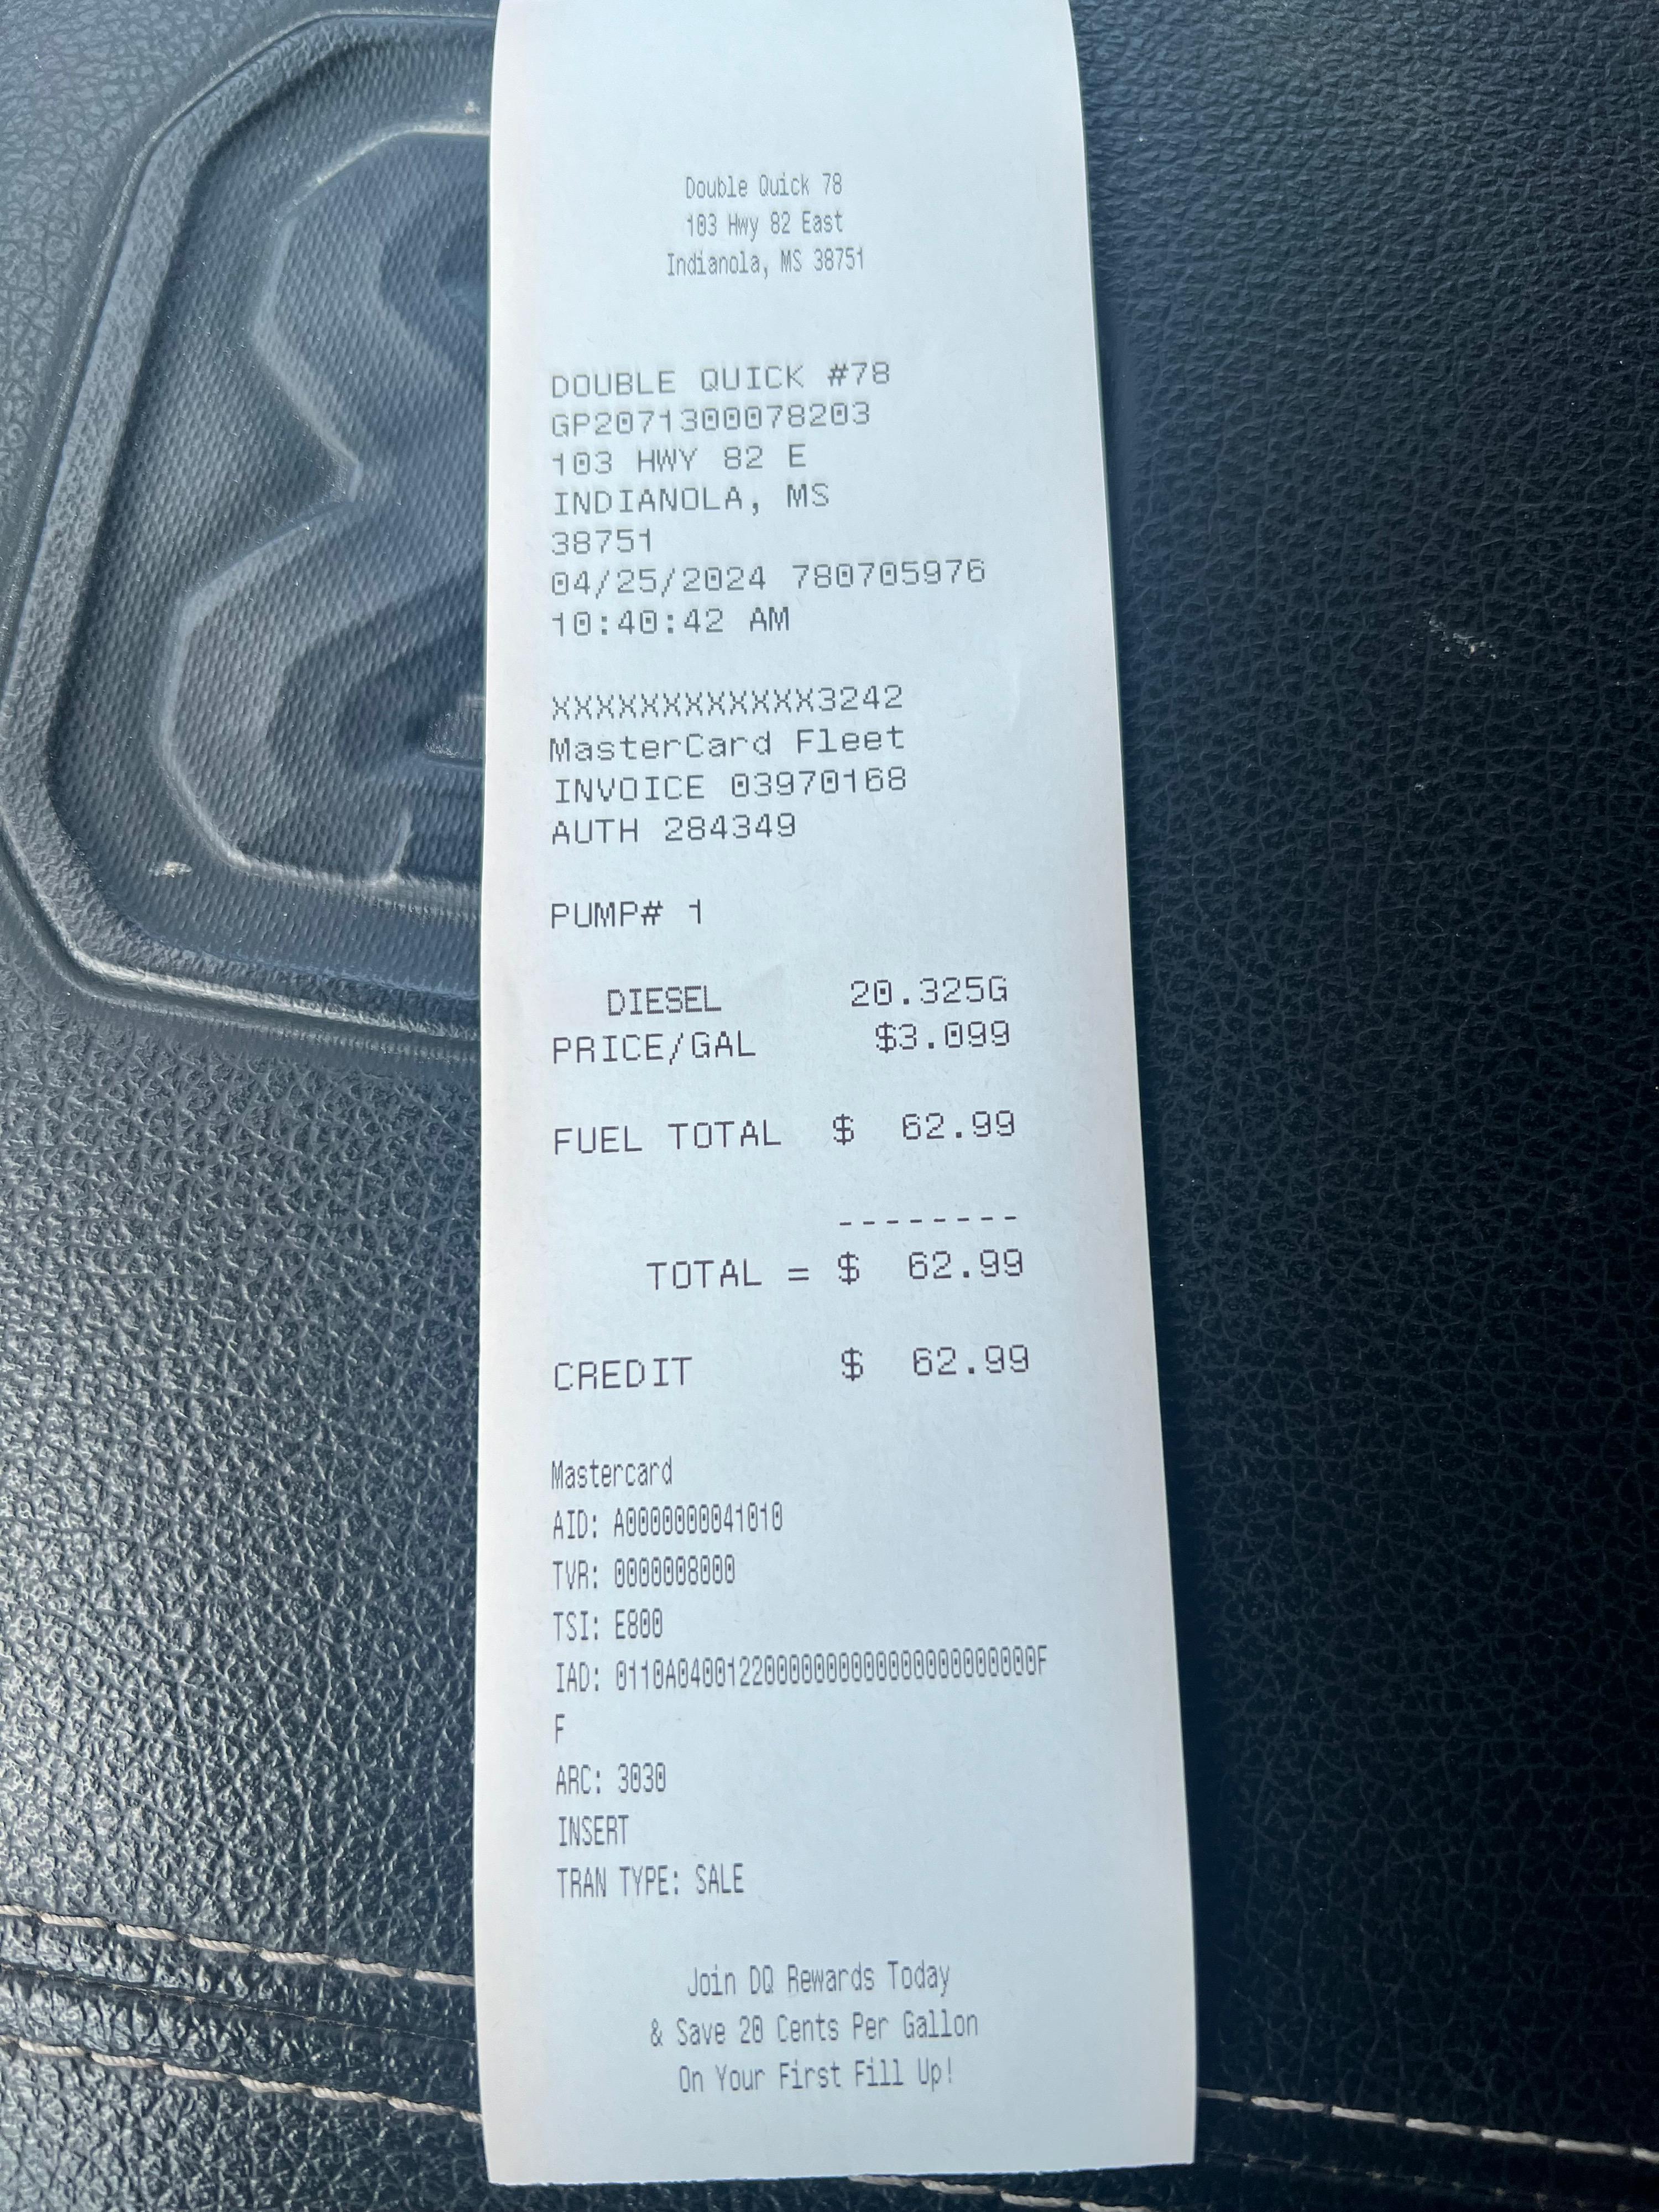 Double Quick 78
103 Hwy 82 East
Indianola, MS 38751
DOUBLE QUICK #78
GP2071300078203
103 HWY 82 E
INDIANOLA, MS
38751
04/25/2024 780705976
10:40:42 AM
XXXXXXXXXXXX3242
MasterCard Fleet
INVOICE 03970168
AUTH 284349
PUMP# 1
DIESEL 20.325G
PRICE/GAL $3.099
FUEL TOTAL $ 62.99
--------
TOTAL = $ 62.99
CREDIT $ 62.99
Mastercard
AID: A0000000041010
TVR: 0000008000
TSI: E800
IAD: 0110A040012200000000000000000000000F
F
ARC: 3030
INSERT
TRAN TYPE: SALE
Join DQ Rewards Today
& Save 20 Cents Per Gallon
On Your First Fill Up!